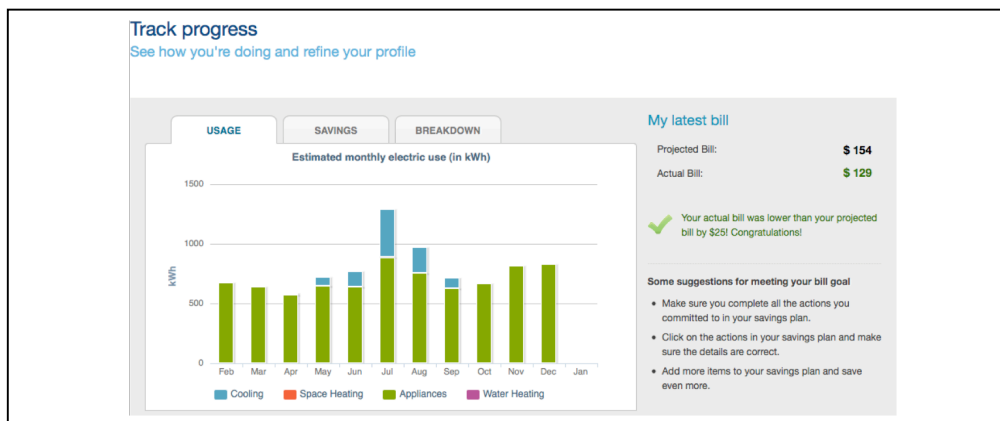 Track progress
See how you're doing and refine your profile
USAGE
SAVINGS
BREAKDOWN
Estimated monthly electric use (in kWh)
1500
1000
500
0
kWh
Feb Mar Apr May Jun Jul Aug Sep Oct Nov Dec Jan
Cooling Space Heating Appliances Water Heating
My latest bill
Projected Bill: $ 154
Actual Bill: $ 129
Your actual bill was lower than your projected
bill by $25! Congratulations!
Some suggestions for meeting your bill goal
• Make sure you complete all the actions you
committed to in your savings plan.
• Click on the actions in your savings plan and make
sure the details are correct.
• Add more items to your savings plan and save
even more.